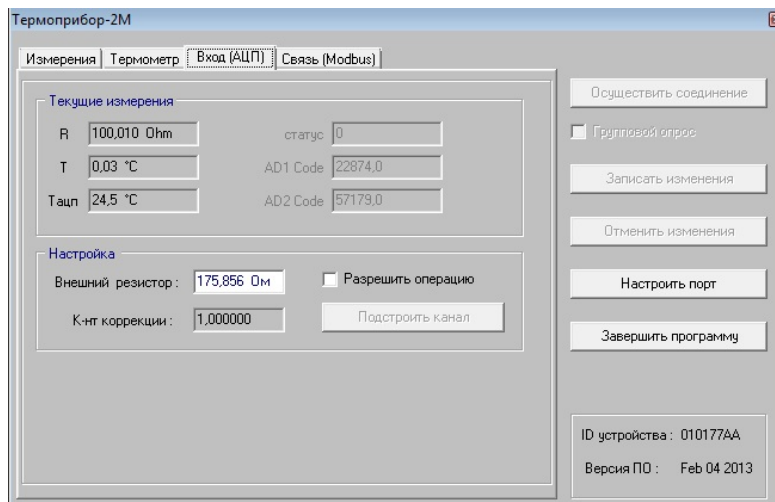 Термоприбор-2М
Измерения Термометр Вход (АЦП) Связь (Modbus)
Текущие измерения
R 100,010 Ohm статус 0
T 0,03 °C AD1 Code 22874,0
Тацп 24,5 °C AD2 Code 57179,0
Настройка
Внешний резистор : 175,856 Ом Разрешить операцию
К-нт коррекции : 1,000000 Подстроить канал
Осуществить соединение
Групповой опрос
Записать изменения
Отменить изменения
Настроить порт
Завершить программу
ID устройства : 010177AA
Версия ПО : Feb 04 2013